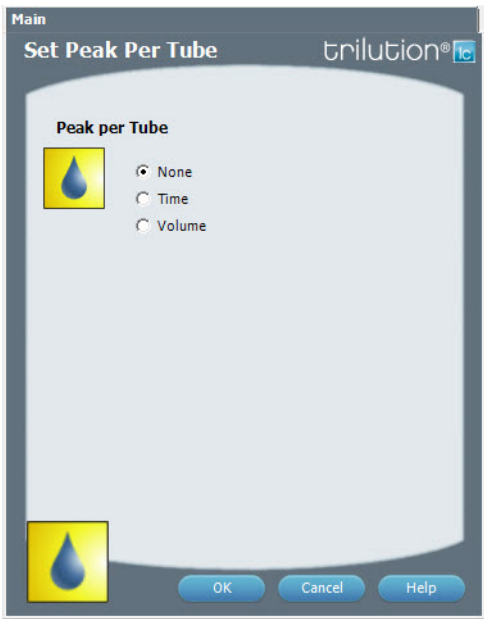 Main
Set Peak Per Tube
trilution® lc
Peak per Tube
None
Time
Volume
OK Cancel Help